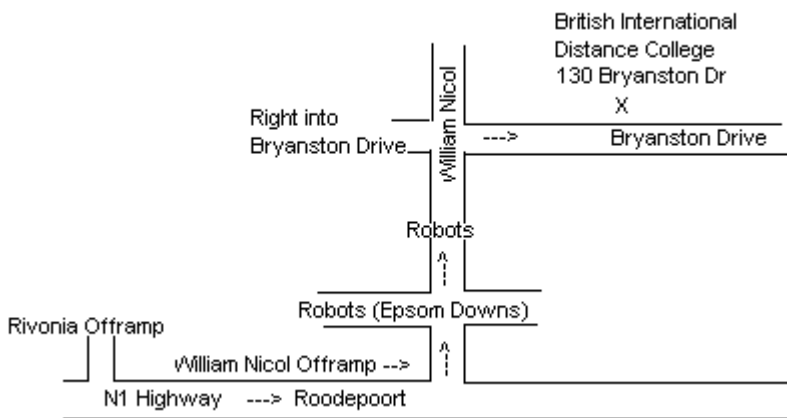 British International
Distance College
130 Bryanston Dr
X
Right into
Bryanston Drive
William Nicol
--->
Bryanston Drive
Robots
--->
Robots (Epsom Downs)
Rivonia Offramp
William Nicol Offramp -->
--->
N1 Highway ---> Roodepoort